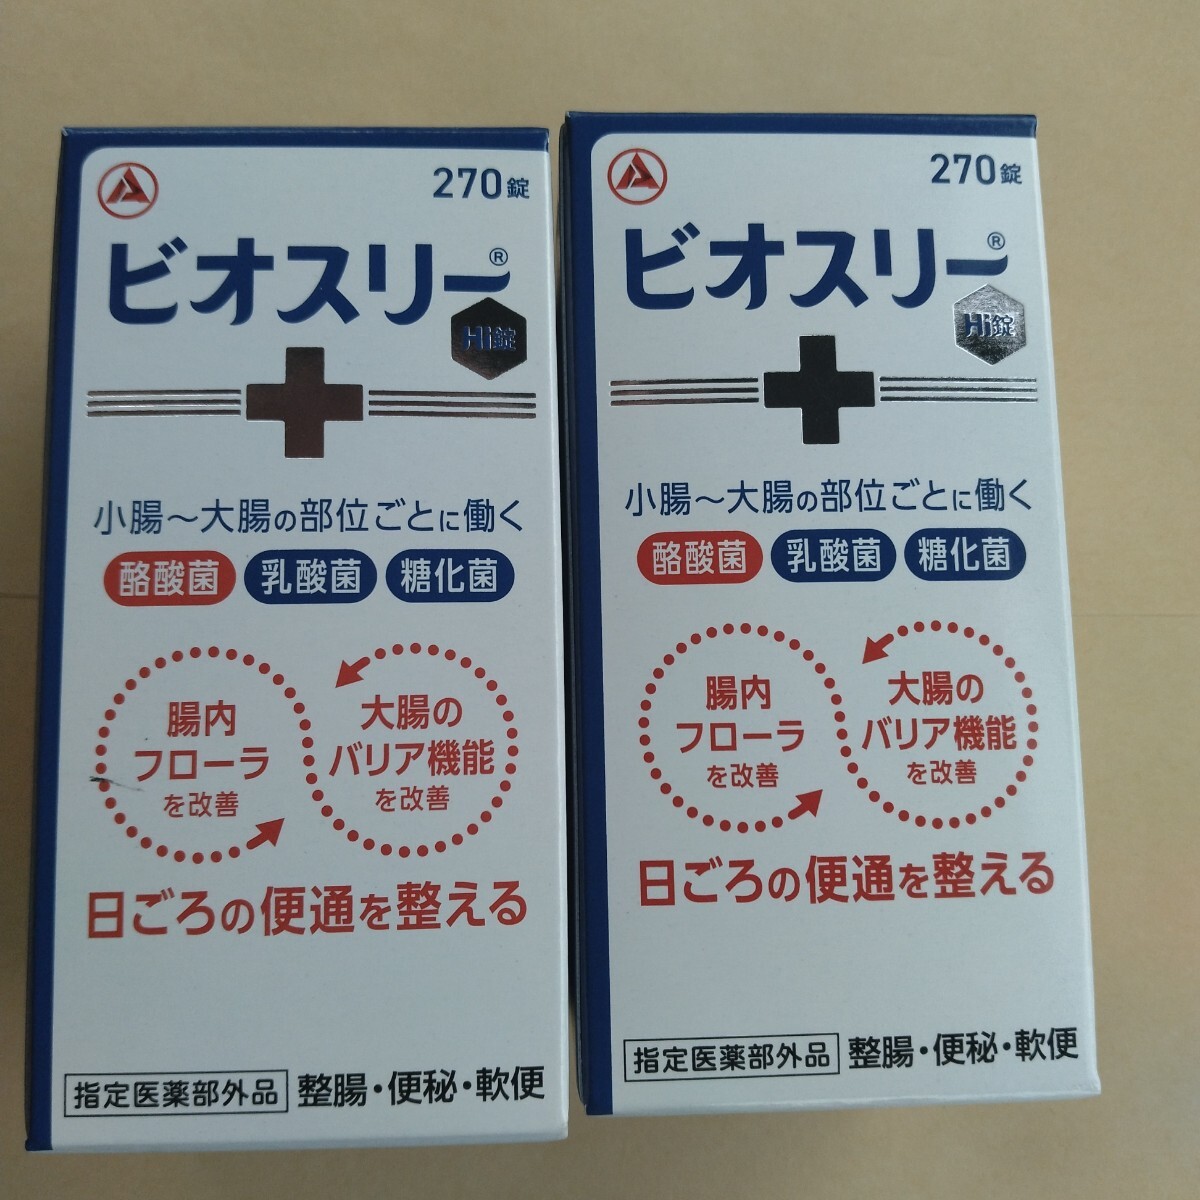 270錠
ビオスリー®
Hi錠
小腸～大腸の部位ごとに働く
酪酸菌 乳酸菌 糖化菌
腸内
フローラ
を改善
大腸の
バリア機能
を改善
日ごろの便通を整える
指定医薬部外品 整腸・便秘・軟便
270錠
ビオスリー®
Hi錠
小腸～大腸の部位ごとに働く
酪酸菌 乳酸菌 糖化菌
腸内
フローラ
を改善
大腸の
バリア機能
を改善
日ごろの便通を整える
指定医薬部外品 整腸・便秘・軟便